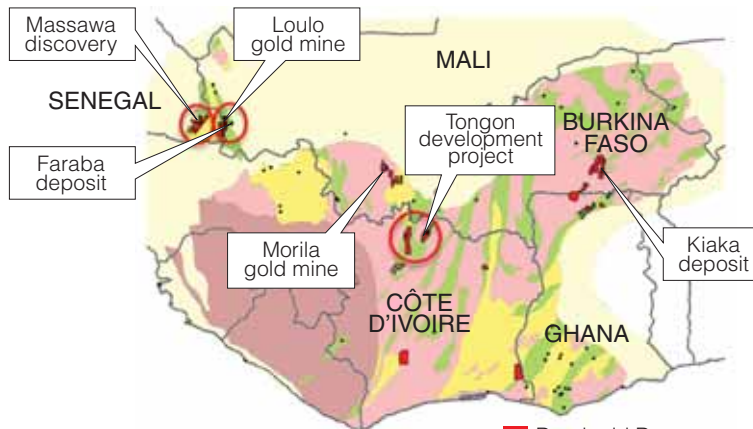 Massawa
discovery
Loulo
gold mine
MALI
SENEGAL
Tongon
development
project
BURKINA
FASO
Faraba
deposit
Morila
gold mine
Kiaka
deposit
CÔTE
D'IVOIRE
GHANA